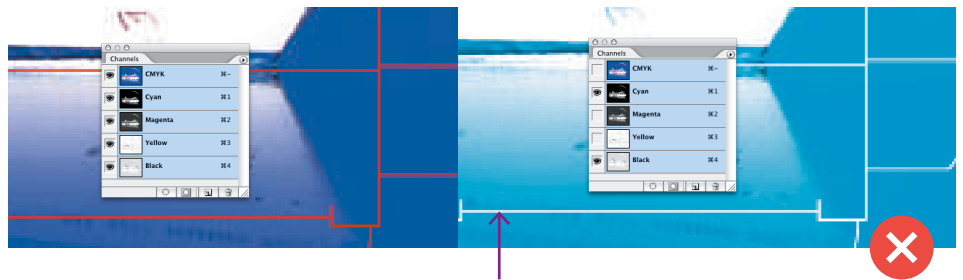 Channels
CMYK ⌘~
Cyan ⌘1
Magenta ⌘2
Yellow ⌘3
Black ⌘4
Channels
CMYK ⌘~
Cyan ⌘1
Magenta ⌘2
Yellow ⌘3
Black ⌘4